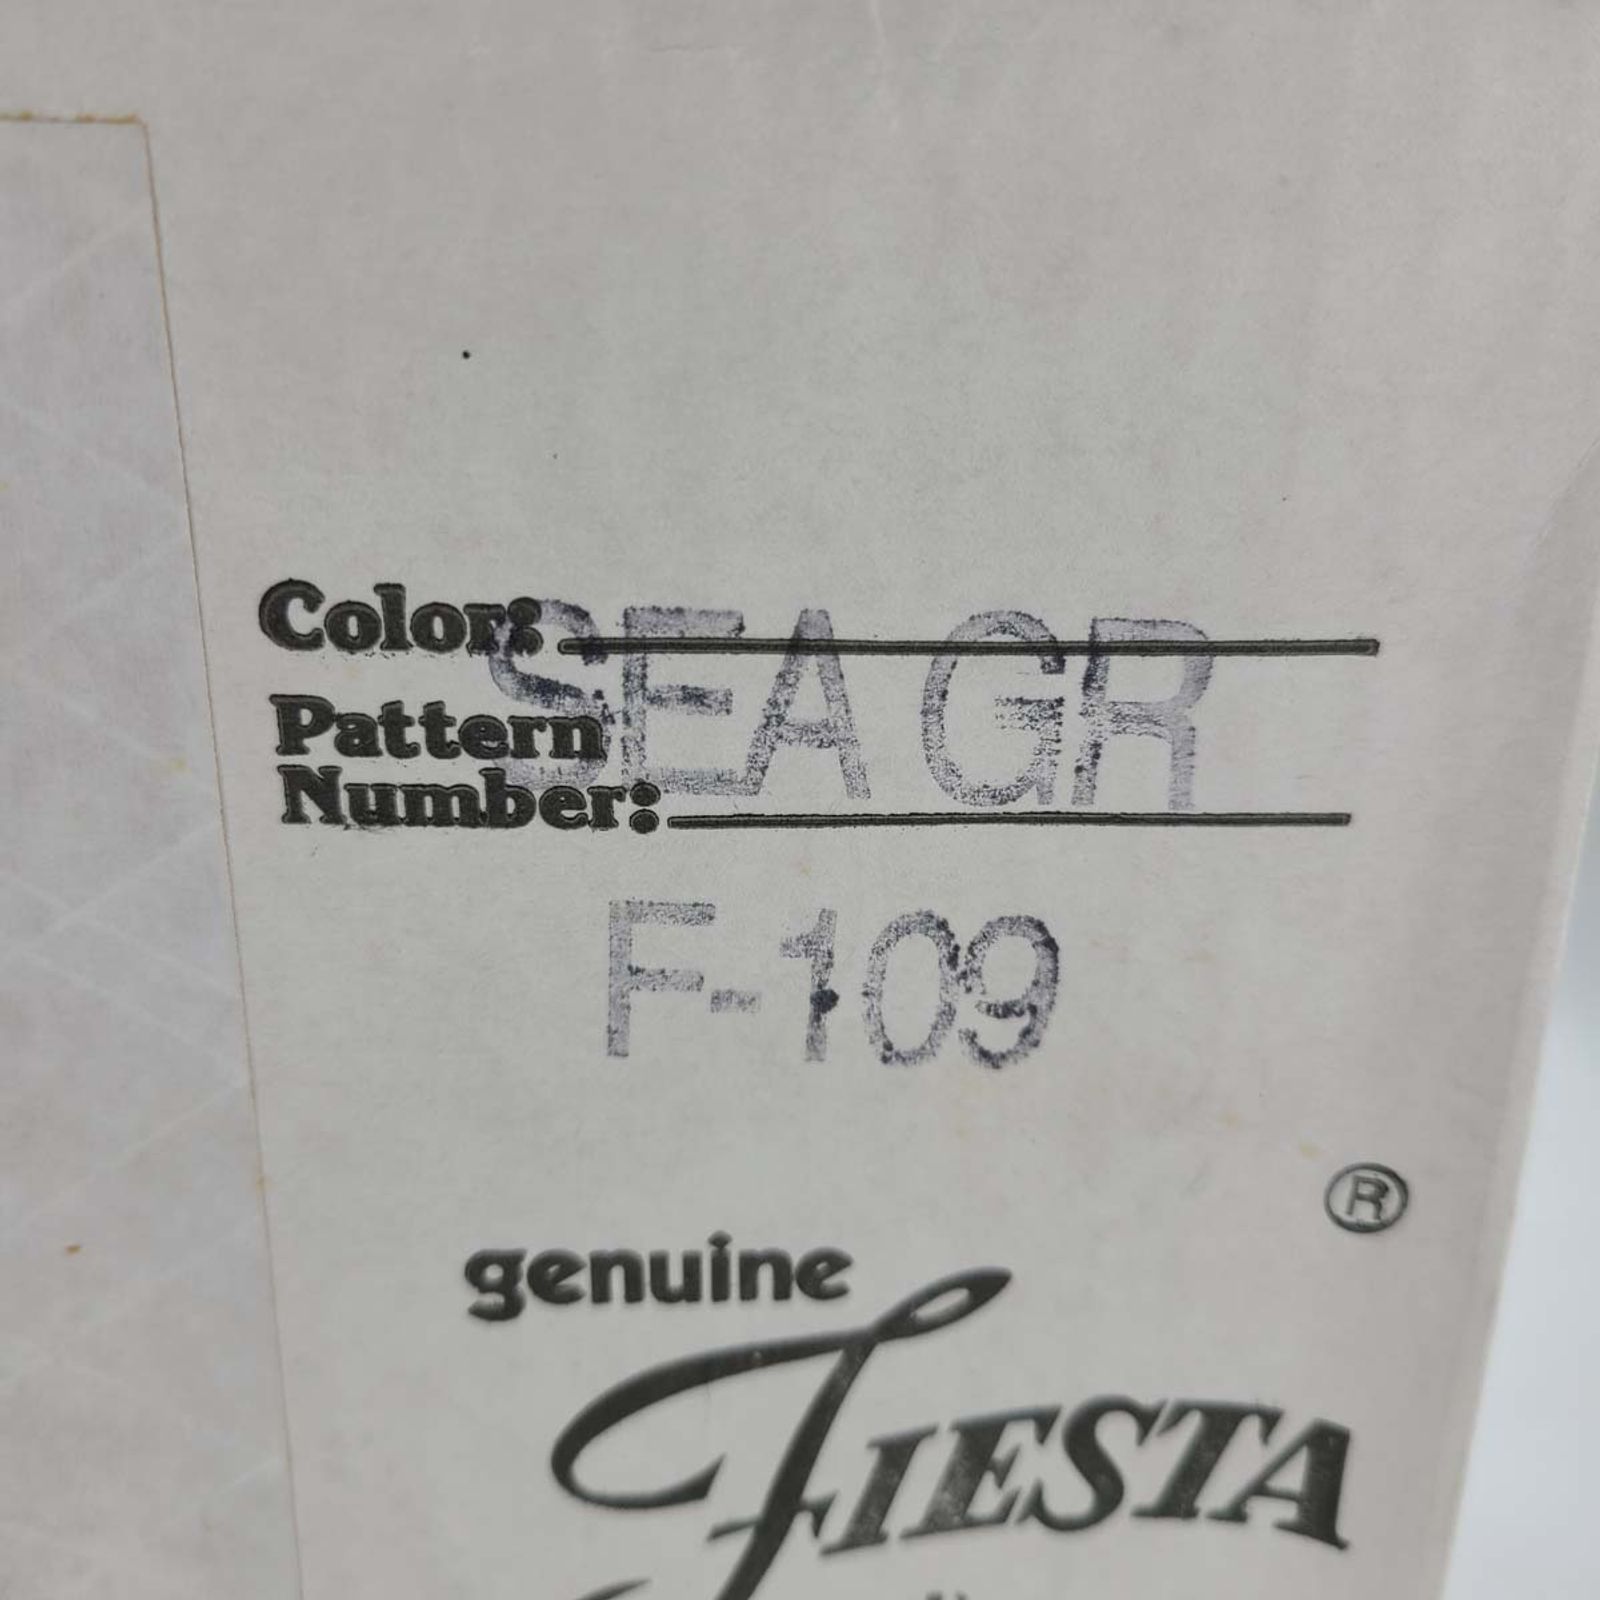 Color: SEA GR
Pattern
Number:
F-109
®
genuine
FIESTA